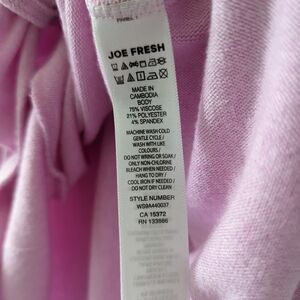 JOE FRESH
MADE IN
CAMBODIA
BODY
75% VISCOSE
21% POLYESTER
4% SPANDEX
MACHINE WASH COLD
GENTLE CYCLE /
WASH WITH LIKE
COLOURS /
DO NOT WRING OR SOAK /
ONLY NON-CHLORINE
BLEACH WHEN NEEDED /
HANG TO DRY /
COOL IRON IF NEEDED /
DO NOT DRY CLEAN
STYLE NUMBER
WS9A440037
CA 15372
RN 133886